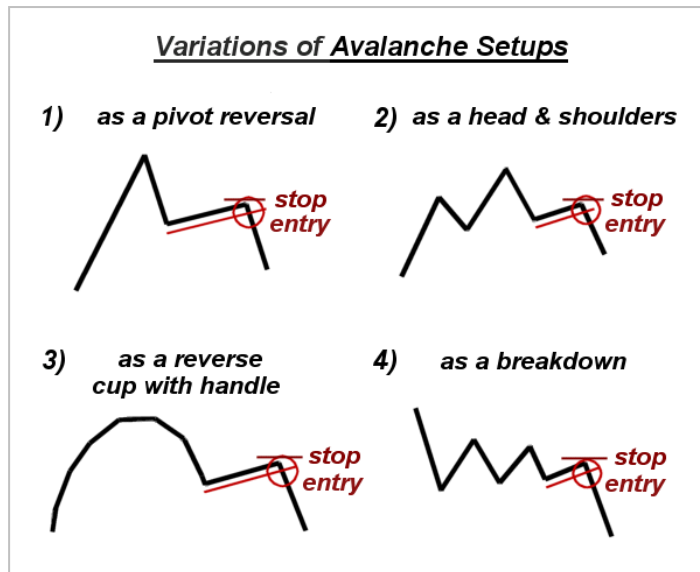 Variations of Avalanche Setups
1) as a pivot reversal
2) as a head & shoulders
stop
entry
stop
entry
3) as a reverse
cup with handle
4) as a breakdown
stop
entry
stop
entry